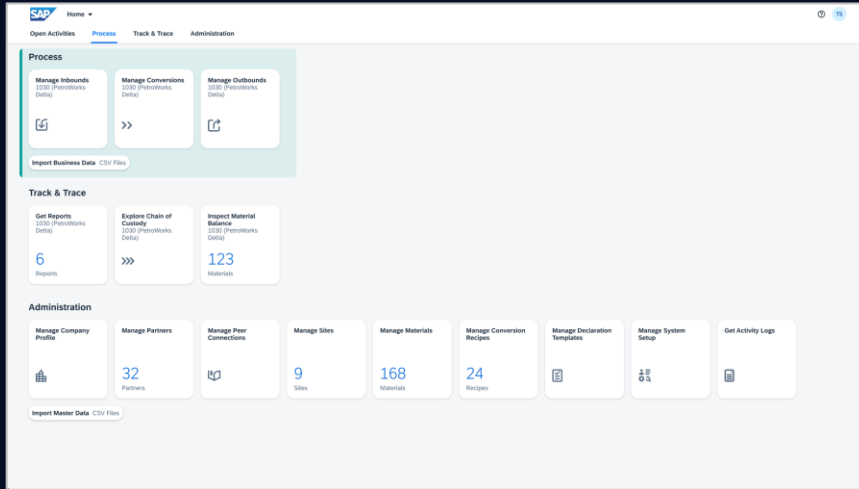 SAP Home
TS
Open Activities Process Track & Trace Administration
Process
Manage Inbounds
1030 (PetroWorks
Delta)
Manage Conversions
1030 (PetroWorks
Delta)
Manage Outbounds
1030 (PetroWorks
Delta)
Import Business Data CSV Files
Track & Trace
Get Reports
1030 (PetroWorks
Delta)
6
Reports
Explore Chain of
Custody
1030 (PetroWorks
Delta)
Inspect Material
Balance
1030 (PetroWorks
Delta)
123
Materials
Administration
Manage Company
Profile
Manage Partners
32
Partners
Manage Peer
Connections
Manage Sites
9
Sites
Manage Materials
168
Materials
Manage Conversion
Recipes
24
Recipes
Manage Declaration
Templates
Manage System
Setup
Get Activity Logs
Import Master Data CSV Files